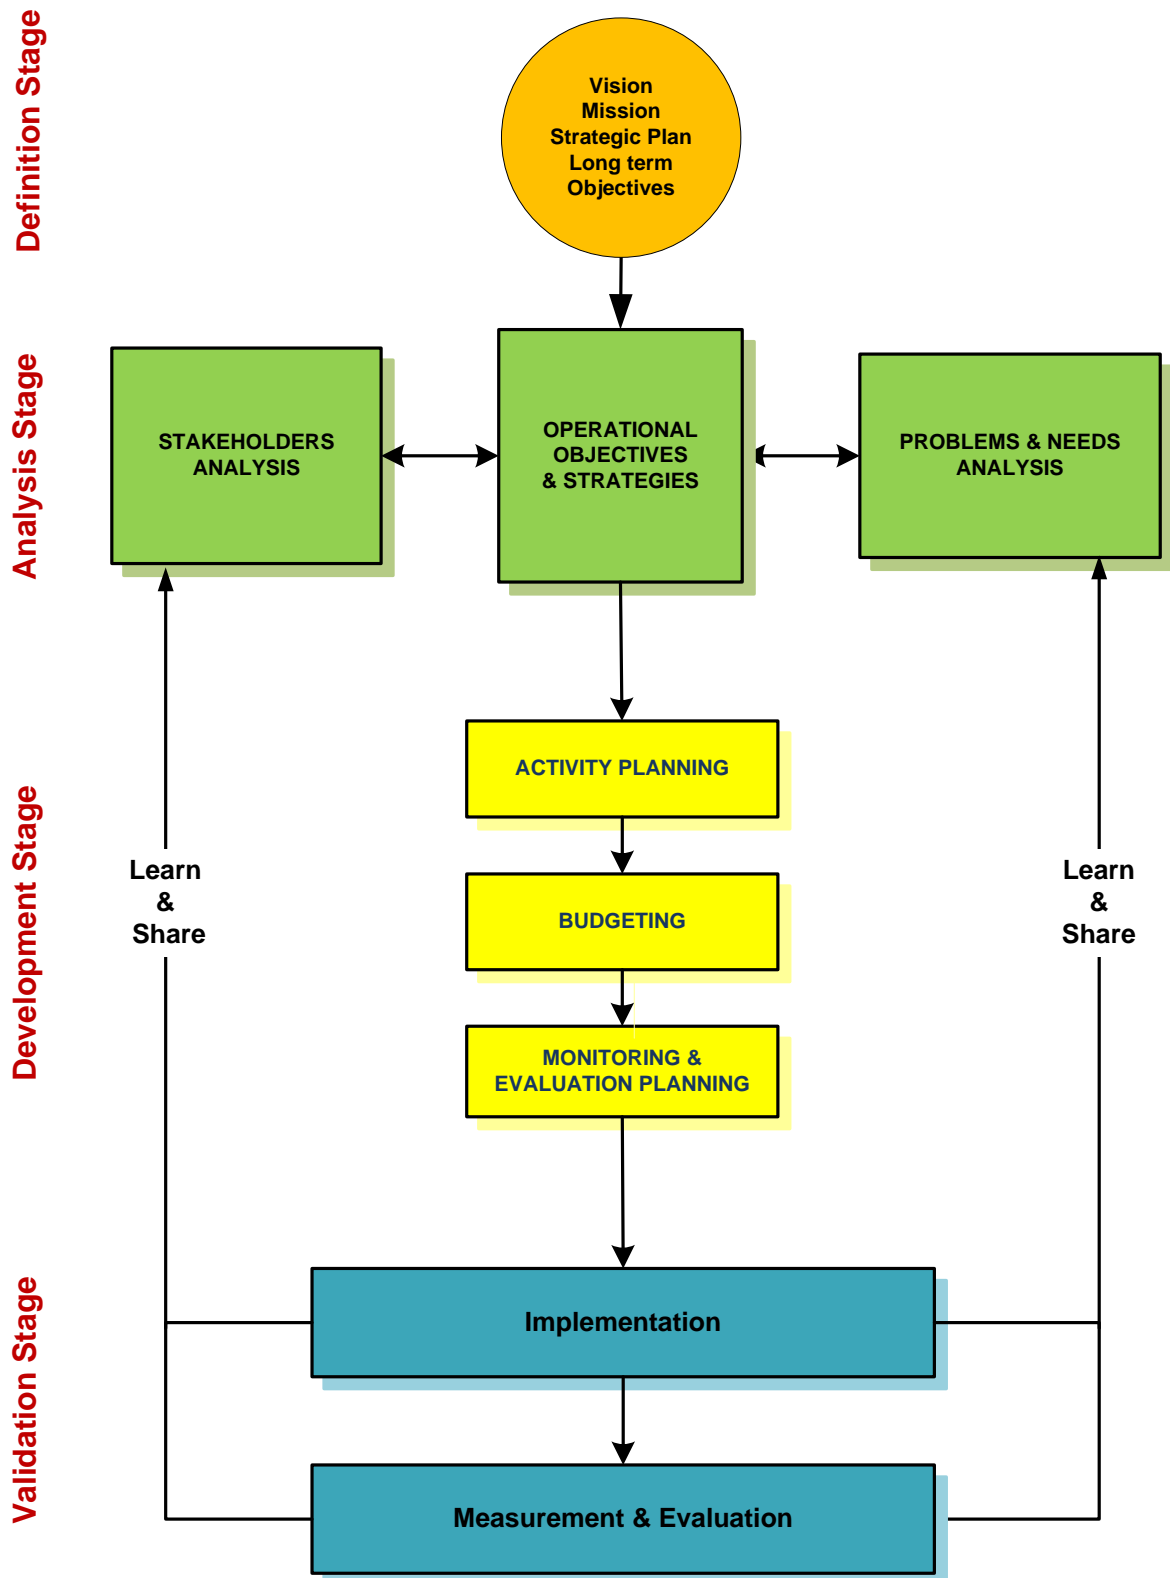 Definition Stage
Vision
Mission
Strategic Plan
Long term
Objectives
Analysis Stage
STAKEHOLDERS
ANALYSIS
OPERATIONAL
OBJECTIVES
& STRATEGIES
PROBLEMS & NEEDS
ANALYSIS
Development Stage
ACTIVITY PLANNING
Learn
&
Share
BUDGETING
Learn
&
Share
MONITORING &
EVALUATION PLANNING
Validation Stage
Implementation
Measurement & Evaluation